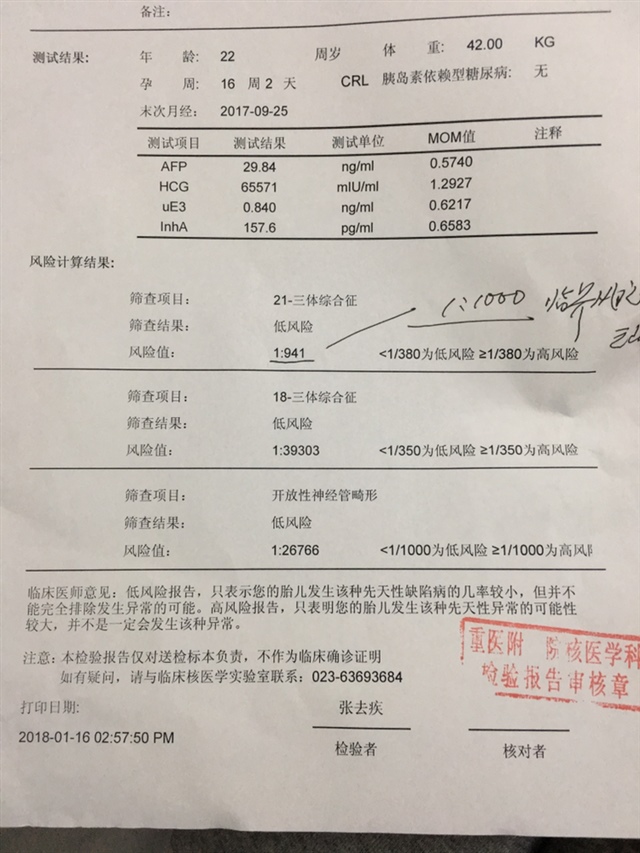 备注：
测试结果： 年 龄： 22 周岁 体 重： 42.00 KG
孕 周： 16 周 2 天 CRL 胰岛素依赖型糖尿病： 无
末次月经： 2017-09-25
测试项目 测试结果 测试单位 MOM值 注释
AFP 29.84 ng/ml 0.5740
HCG 65571 mIU/ml 1.2927
uE3 0.840 ng/ml 0.6217
InhA 157.6 pg/ml 0.6583
风险计算结果：
筛查项目： 21-三体综合征 1:1000 临界
筛查结果： 低风险
风险值： 1:941 <1/380为低风险 ≥1/380为高风险
筛查项目： 18-三体综合征
筛查结果： 低风险
风险值： 1:39303 <1/350为低风险 ≥1/350为高风险
筛查项目： 开放性神经管畸形
筛查结果： 低风险
风险值： 1:26766 <1/1000为低风险 ≥1/1000为高风
临床医师意见：低风险报告，只表示您的胎儿发生该种先天性缺陷病的几率较小，但并不
能完全排除发生异常的可能。高风险报告，只表明您的胎儿发生该种先天性异常的可能性
较大，并不是一定会发生该种异常。
注意：本检验报告仅对送检标本负责，不作为临床确诊证明
如有疑问，请与临床核医学实验室联系：023-63693684
重医附 院核医学科
检验报告审核章
打印日期： 张去疾
2018-01-16 02:57:50 PM 检验者 核对者